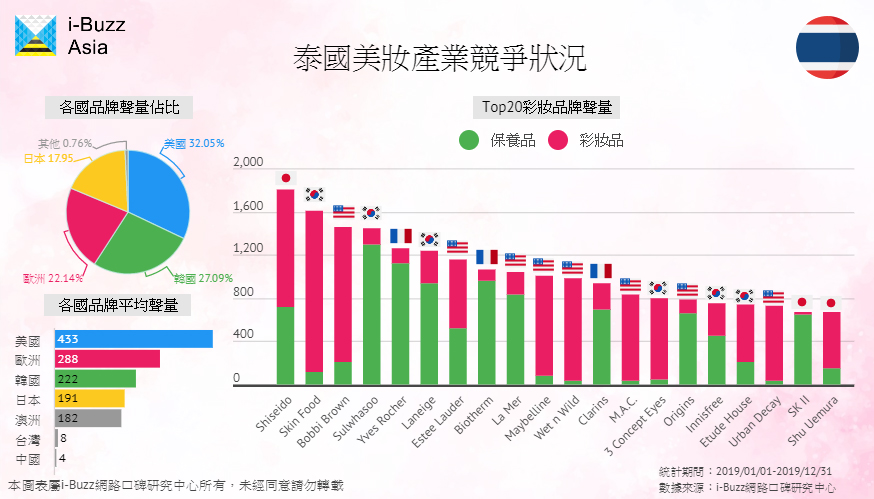 i-Buzz
Asia
泰國美妝產業競爭狀況
各國品牌聲量佔比
其他 0.76%
美國 32.05%
日本 17.95
歐洲 22.14%
韓國 27.09%
各國品牌平均聲量
美國 433
歐洲 288
韓國 222
日本 191
澳洲 182
台灣 8
中國 4
Top20彩妝品牌聲量
保養品 彩妝品
2,000
1,600
1,200
800
400
0
Shiseido
Skin Food
Bobbi Brown
Sulwhasoo
Yves Rocher
Laneige
Estee Lauder
Biotherm
La Mer
Maybelline
Wet n Wild
Clarins
M.A.C.
3 Concept Eyes
Origins
Innisfree
Etude House
Urban Decay
SK II
Shu Uemura
統計期間：2019/01/01-2019/12/31
數據來源：i-Buzz網路口碑研究中心
本圖表屬i-Buzz網路口碑研究中心所有，未經同意請勿轉載